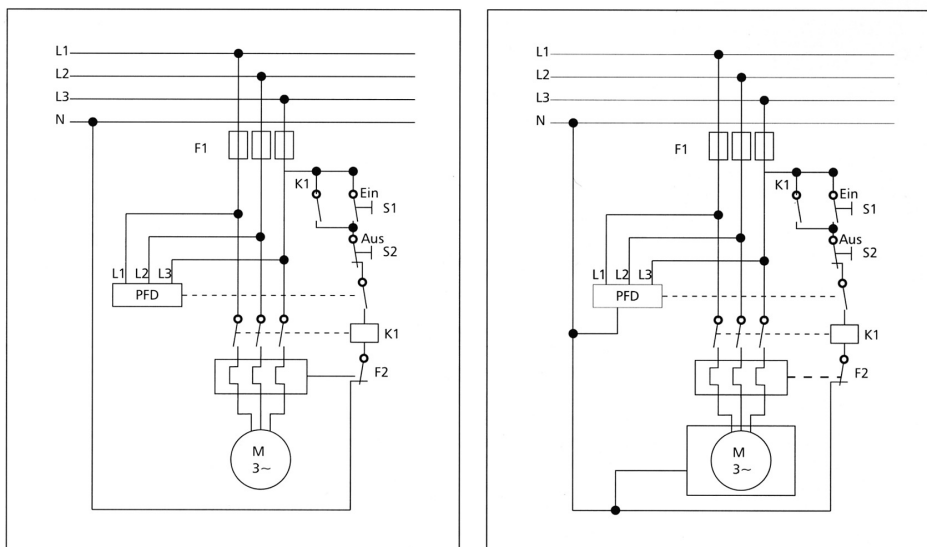 L1
L2
L3
N
F1
K1
Ein
S1
Aus
S2
L1 L2 L3
PFD
K1
F2
M
3~
L1
L2
L3
N
F1
K1
Ein
S1
Aus
S2
L1 L2 L3
PFD
K1
F2
M
3~